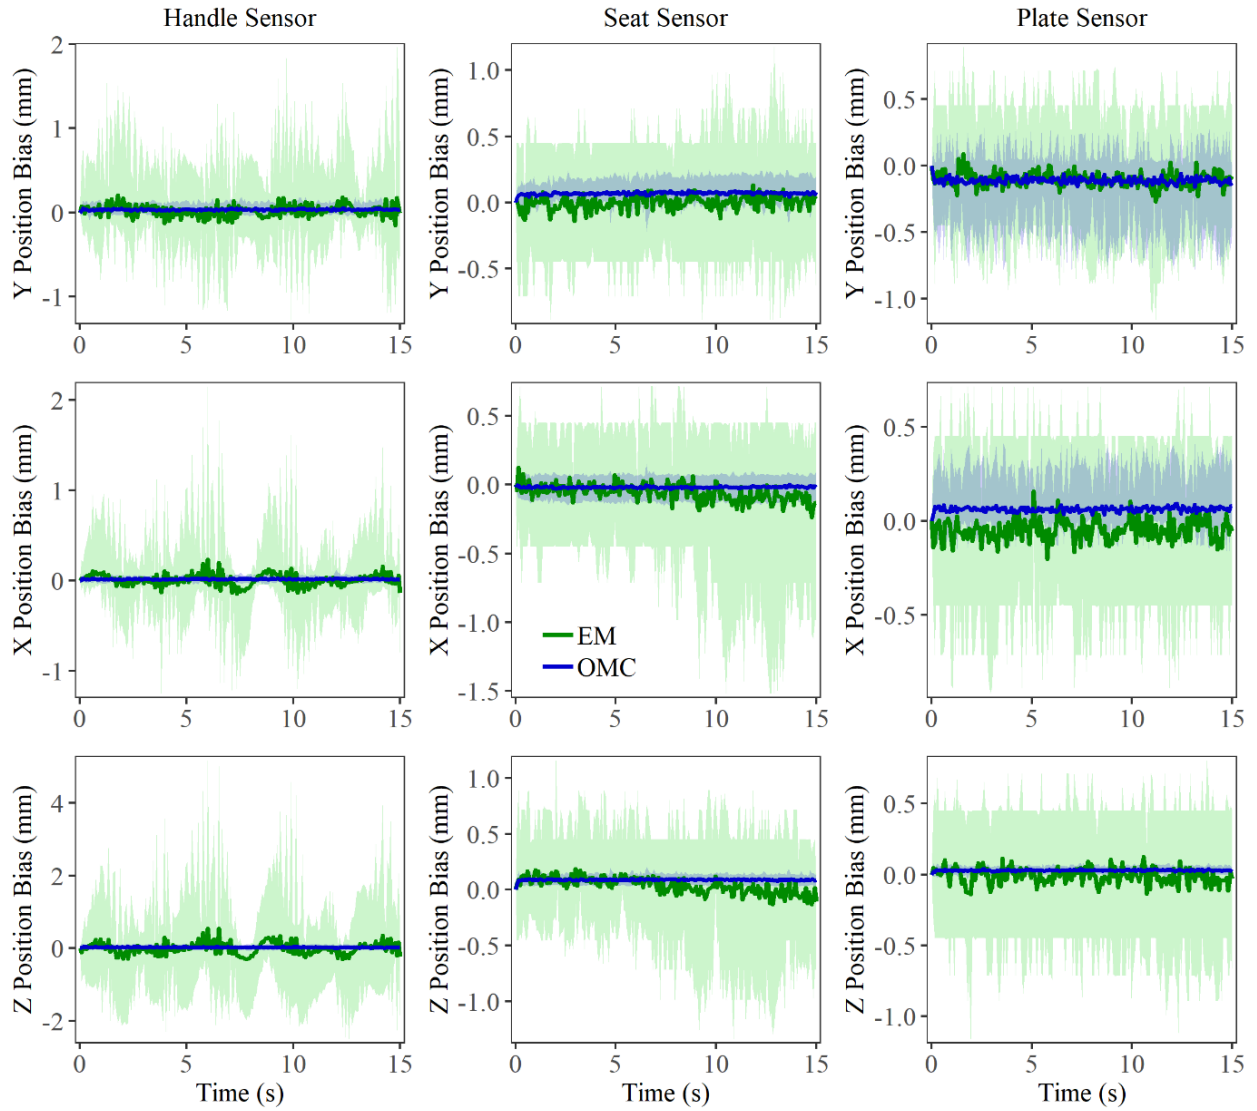 Handle Sensor Seat Sensor Plate Sensor
Y Position Bias (mm)
2
1
0
-1
0 5 10 15
Y Position Bias (mm)
1.0
0.5
0.0
-0.5
0 5 10 15
Y Position Bias (mm)
0.5
0.0
-0.5
-1.0
0 5 10 15
X Position Bias (mm)
2
1
0
-1
0 5 10 15
X Position Bias (mm)
0.5
0.0
-0.5
-1.0
-1.5
EM
OMC
0 5 10 15
X Position Bias (mm)
0.5
0.0
-0.5
0 5 10 15
Z Position Bias (mm)
4
2
0
-2
0 5 10 15
Time (s)
Z Position Bias (mm)
1.0
0.5
0.0
-0.5
-1.0
0 5 10 15
Time (s)
Z Position Bias (mm)
0.5
0.0
-0.5
-1.0
0 5 10 15
Time (s)